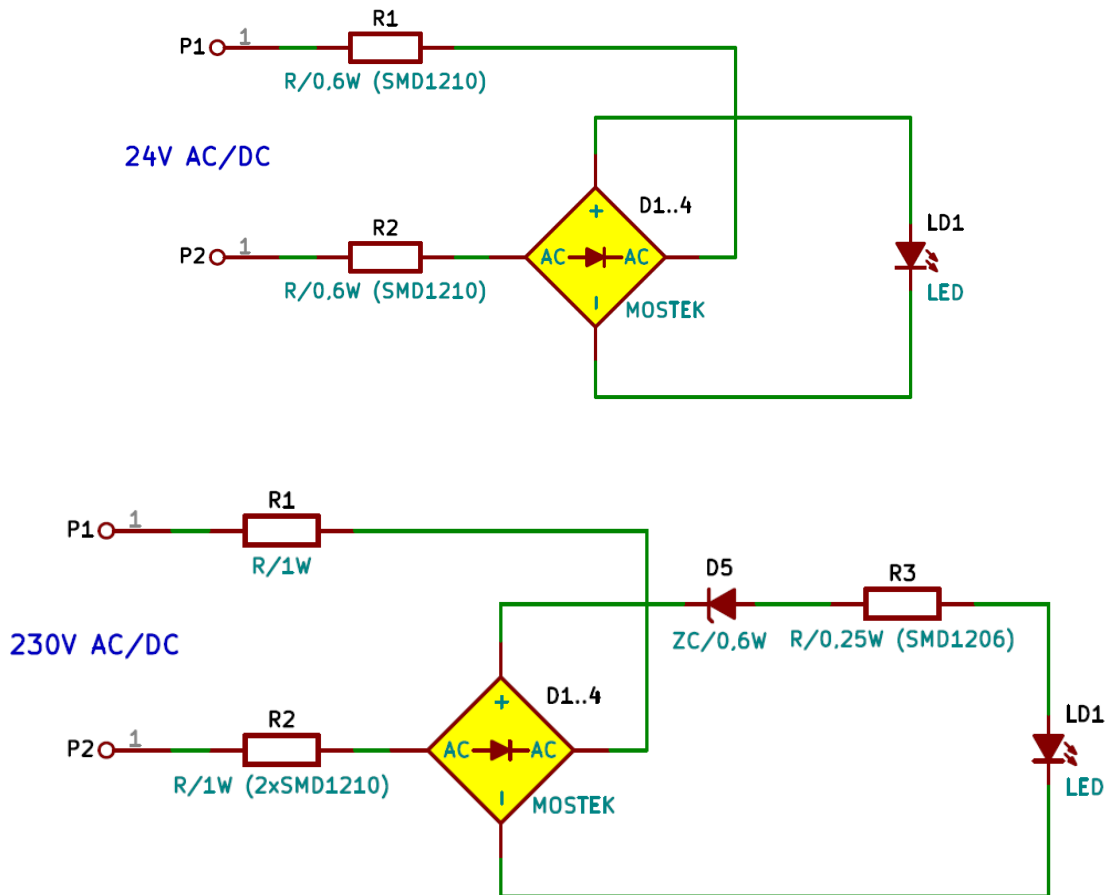 R1
P1 1
R/0,6W (SMD1210)
24V AC/DC
D1..4
R2
LD1
P2 1
+
AC AC
R/0,6W (SMD1210)
LED
-
MOSTEK
R1
P1 1
R/1W
D5
R3
230V AC/DC
ZC/0,6W
R/0,25W (SMD1206)
D1..4
+
R2
LD1
P2 1
AC AC
R/1W (2xSMD1210)
LED
-
MOSTEK